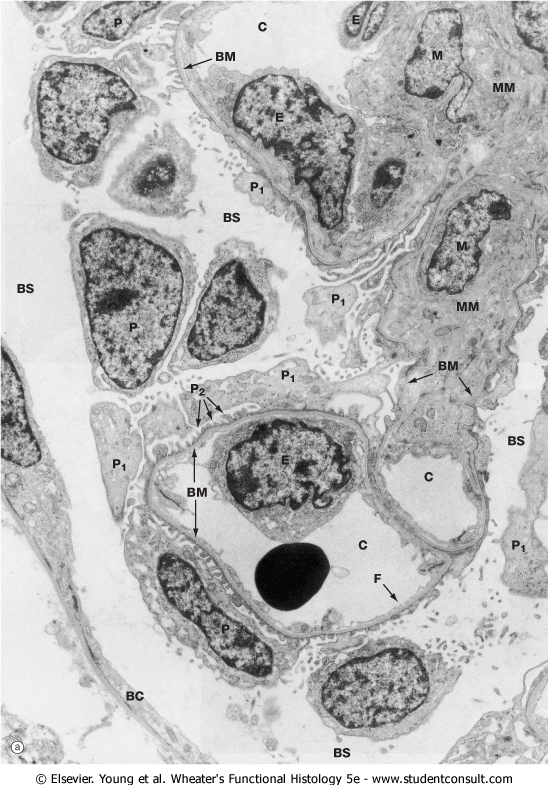 P
C
E
BM
M
MM
E
P₁
BS
M
BS
P₁
MM
P
BM
P₁
P₂
BS
C
P₁
E
BM
C
P₁
F
P
BC
a
BS
© Elsevier. Young et al. Wheater's Functional Histology 5e - www.studentconsult.com